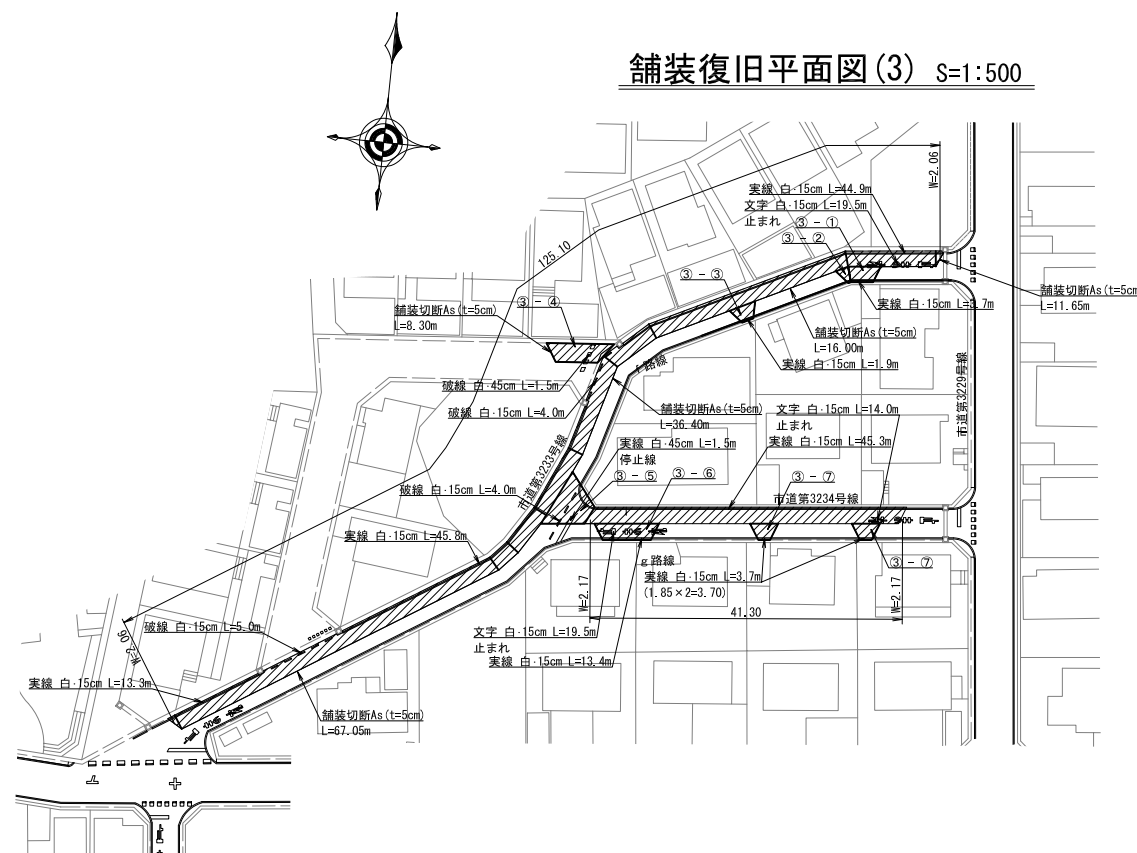 舗装復旧平面図(3) S=1:500
W=2.06
実線 白·15cm L=44.9m
文字 白·15cm L=19.5m
止まれ
③ - ①
③ - ②
125.10
③ - ③
③ - ④
舗装切断As(t=5cm)
L=8.30m
舗装切断As(t=5cm
L=11.65m
実線 白·15cm L=3.7m
舗装切断As(t=5cm)
L=16.00m
実線 白·15cm L=1.9m
f 路線
市道第3229号線
破線 白·45cm L=1.5m
破線 白·15cm L=4.0m
舗装切断As(t=5cm)
L=36.40m
文字 白·15cm L=14.0m
止まれ
実線 白·45cm L=1.5m
停止線
実線 白·15cm L=45.3m
市道第3233号線
③ - ⑤
③ - ⑥
③ - ⑦
市道第3234号線
破線 白·15cm L=4.0m
実線 白·15cm L=45.8m
③ - ⑦
g 路線
実線 白·15cm L=3.7m
(1.85×2=3.70)
W=2.17
W=2.17
41.30
破線 白·15cm L=5.0m
W=2.06
文字 白·15cm L=19.5m
止まれ
実線 白·15cm L=13.4m
実線 白·15cm L=13.3m
舗装切断As(t=5cm)
L=67.05m